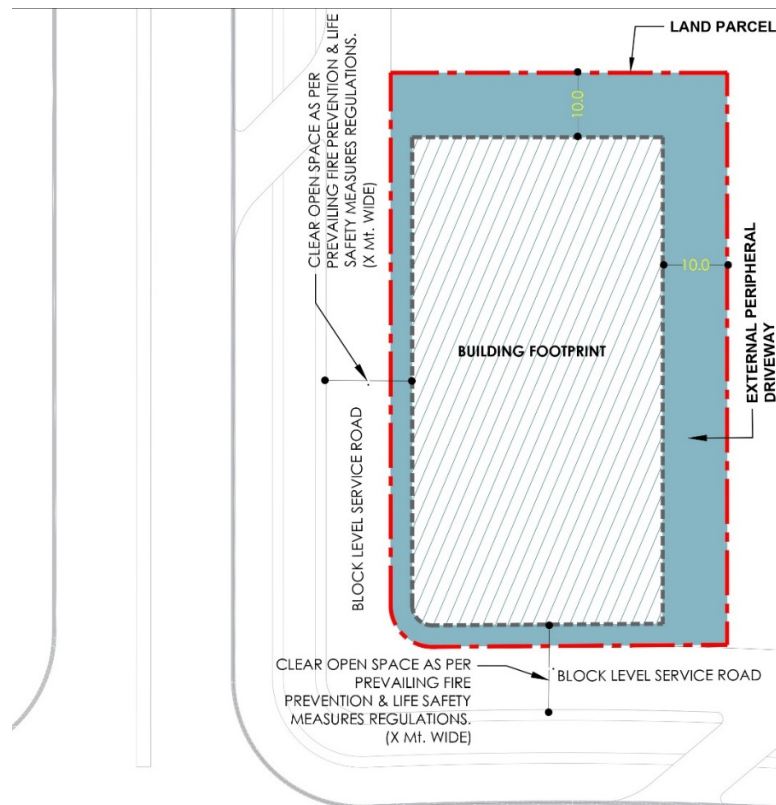 LAND PARCEL
CLEAR OPEN SPACE AS PER
PREVAILING FIRE PREVENTION & LIFE
SAFETY MEASURES REGULATIONS.
(X Mt. WIDE)
10.0
10.0
BUILDING FOOTPRINT
EXTERNAL PERIPHERAL
DRIVEWAY
BLOCK LEVEL SERVICE ROAD
CLEAR OPEN SPACE AS PER
PREVAILING FIRE
PREVENTION & LIFE SAFETY
MEASURES REGULATIONS.
(X Mt. WIDE)
BLOCK LEVEL SERVICE ROAD